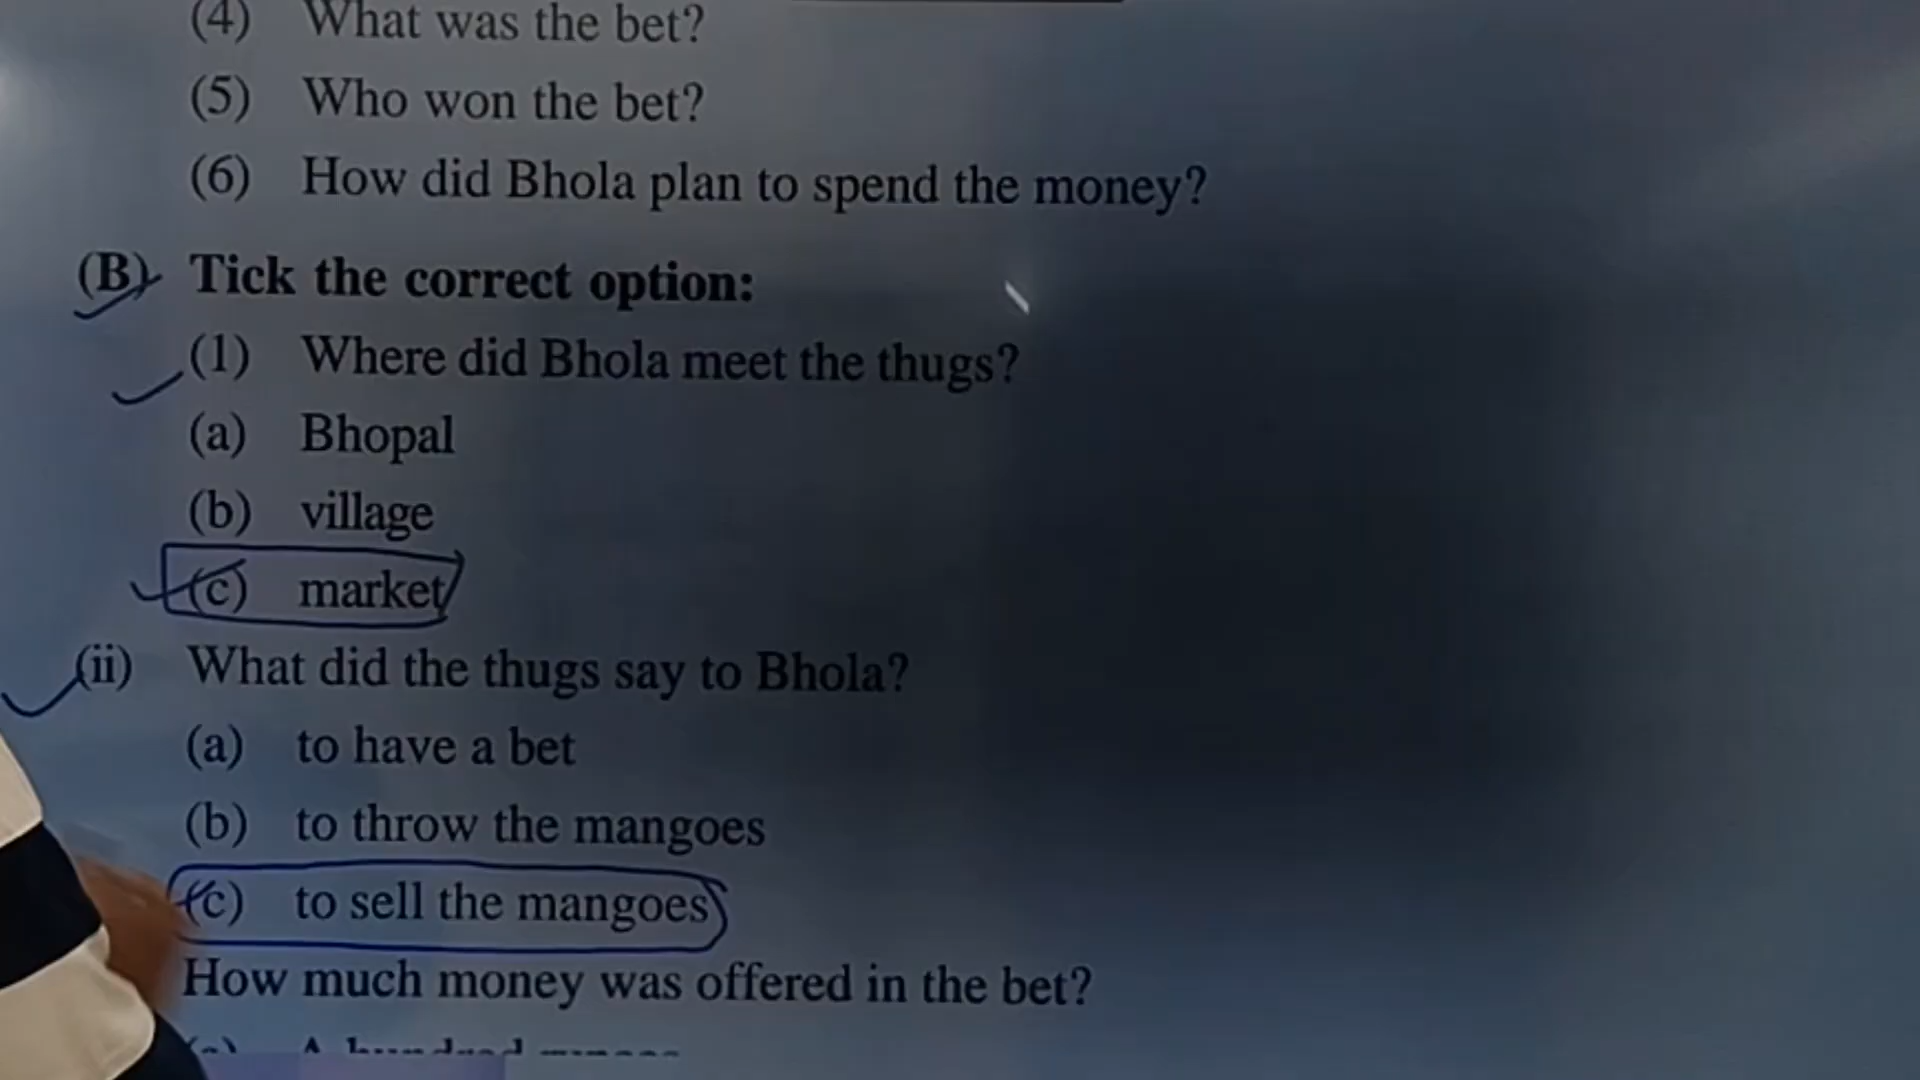 (4) What was the bet?
(5) Who won the bet?
(6) How did Bhola plan to spend the money?
(B) Tick the correct option:
(1) Where did Bhola meet the thugs?
(a) Bhopal
(b) village
(c) market
(ii) What did the thugs say to Bhola?
(a) to have a bet
(b) to throw the mangoes
(c) to sell the mangoes
How much money was offered in the bet?
(a) A hundred